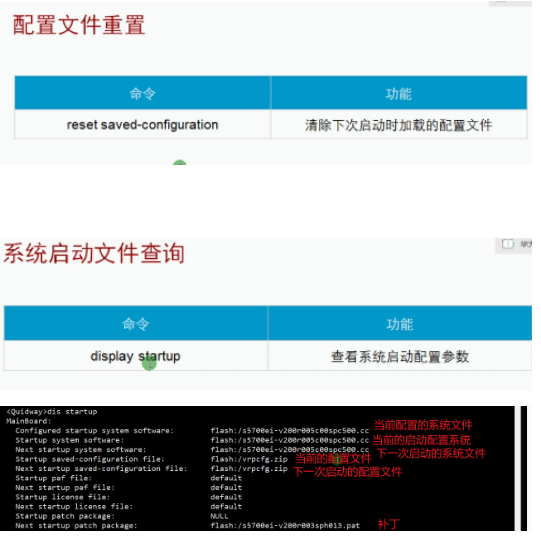 配置文件重置
命令 功能
reset saved-configuration 清除下次启动时加载的配置文件
系统启动文件查询
命令 功能
display startup 查看系统启动配置参数
<Quidway>dis startup
MainBoard:
Configured startup system software: flash:/s5700ei-v200r005c00spc500.cc 当前配置的系统文件
Startup system software: flash:/s5700ei-v200r005c00spc500.cc 当前的启动配置系统
Next startup system software: flash:/s5700ei-v200r005c00spc500.cc 下一次启动的系统文件
Startup saved-configuration file: flash:/vrpcfg.zip 当前的配置文件
Next startup saved-configuration file: flash:/vrpcfg.zip 下一次启动的配置文件
Startup paf file: default
Next startup paf file: default
Startup license file: default
Next startup license file: default
Startup patch package: NULL
Next startup patch package: flash:/s5700ei-v200r003sph013.pat 补丁